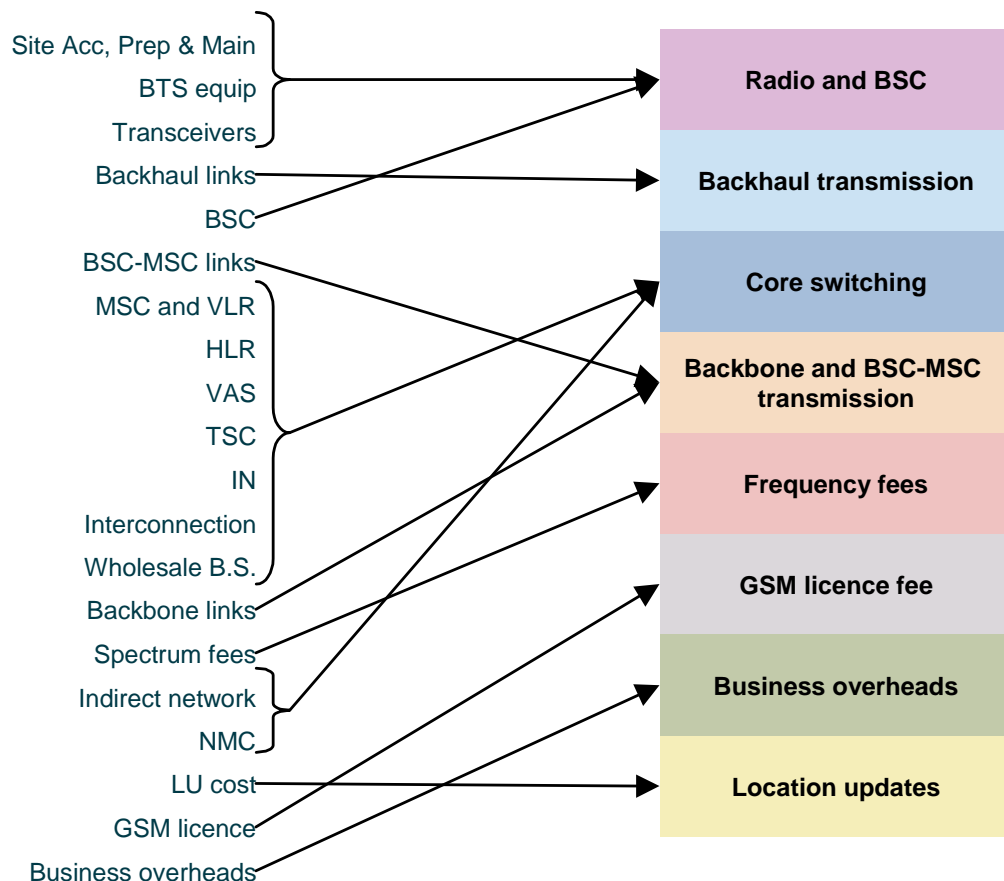 Site Acc, Prep & Main
BTS equip
Transceivers
Backhaul links
BSC
BSC-MSC links
MSC and VLR
HLR
VAS
TSC
IN
Interconnection
Wholesale B.S.
Backbone links
Spectrum fees
Indirect network
NMC
LU cost
GSM licence
Business overheads
Radio and BSC
Backhaul transmission
Core switching
Backbone and BSC-MSC
transmission
Frequency fees
GSM licence fee
Business overheads
Location updates